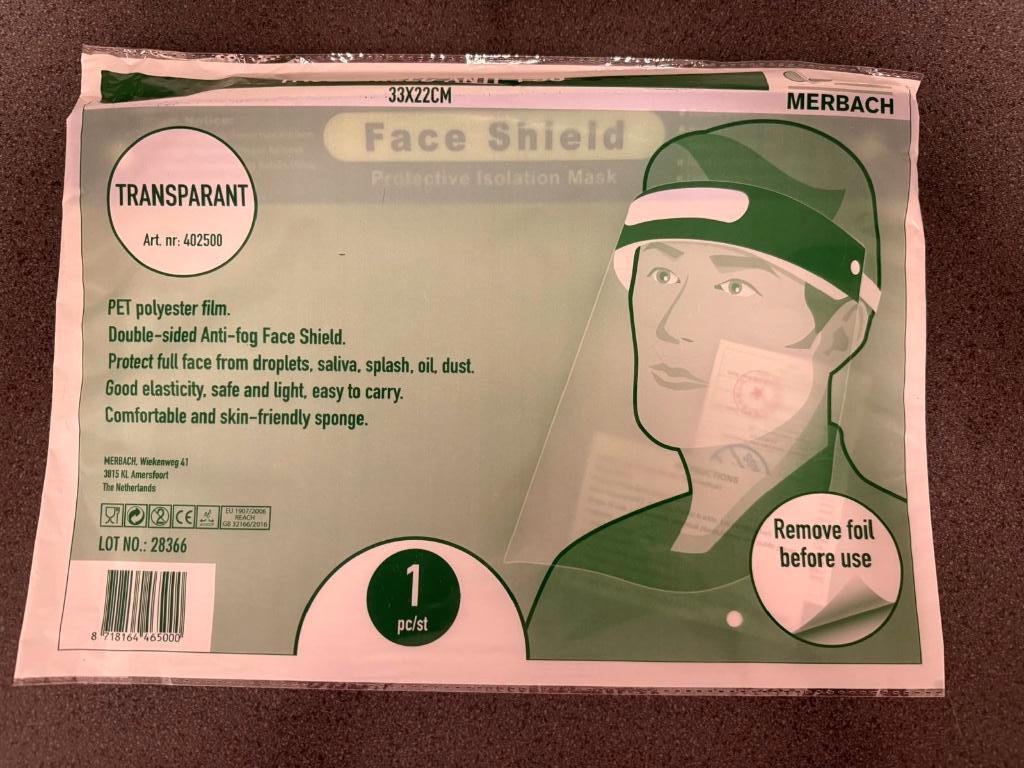 33X22CM
MERBACH
Face Shield
Protective Isolation Mask
TRANSPARANT
Art. nr: 402500
PET polyester film.
Double-sided Anti-fog Face Shield.
Protect full face from droplets, saliva, splash, oil, dust.
Good elasticity, safe and light, easy to carry.
Comfortable and skin-friendly sponge.
MERBACH, Wiekenweg 41
3815 KL Amersfoort
The Netherlands
CE
EU 1907/2006
REACH
GB 32166/2016
LOT NO.: 28366
8 718164 465000
1
pc/st
Remove foil
before use